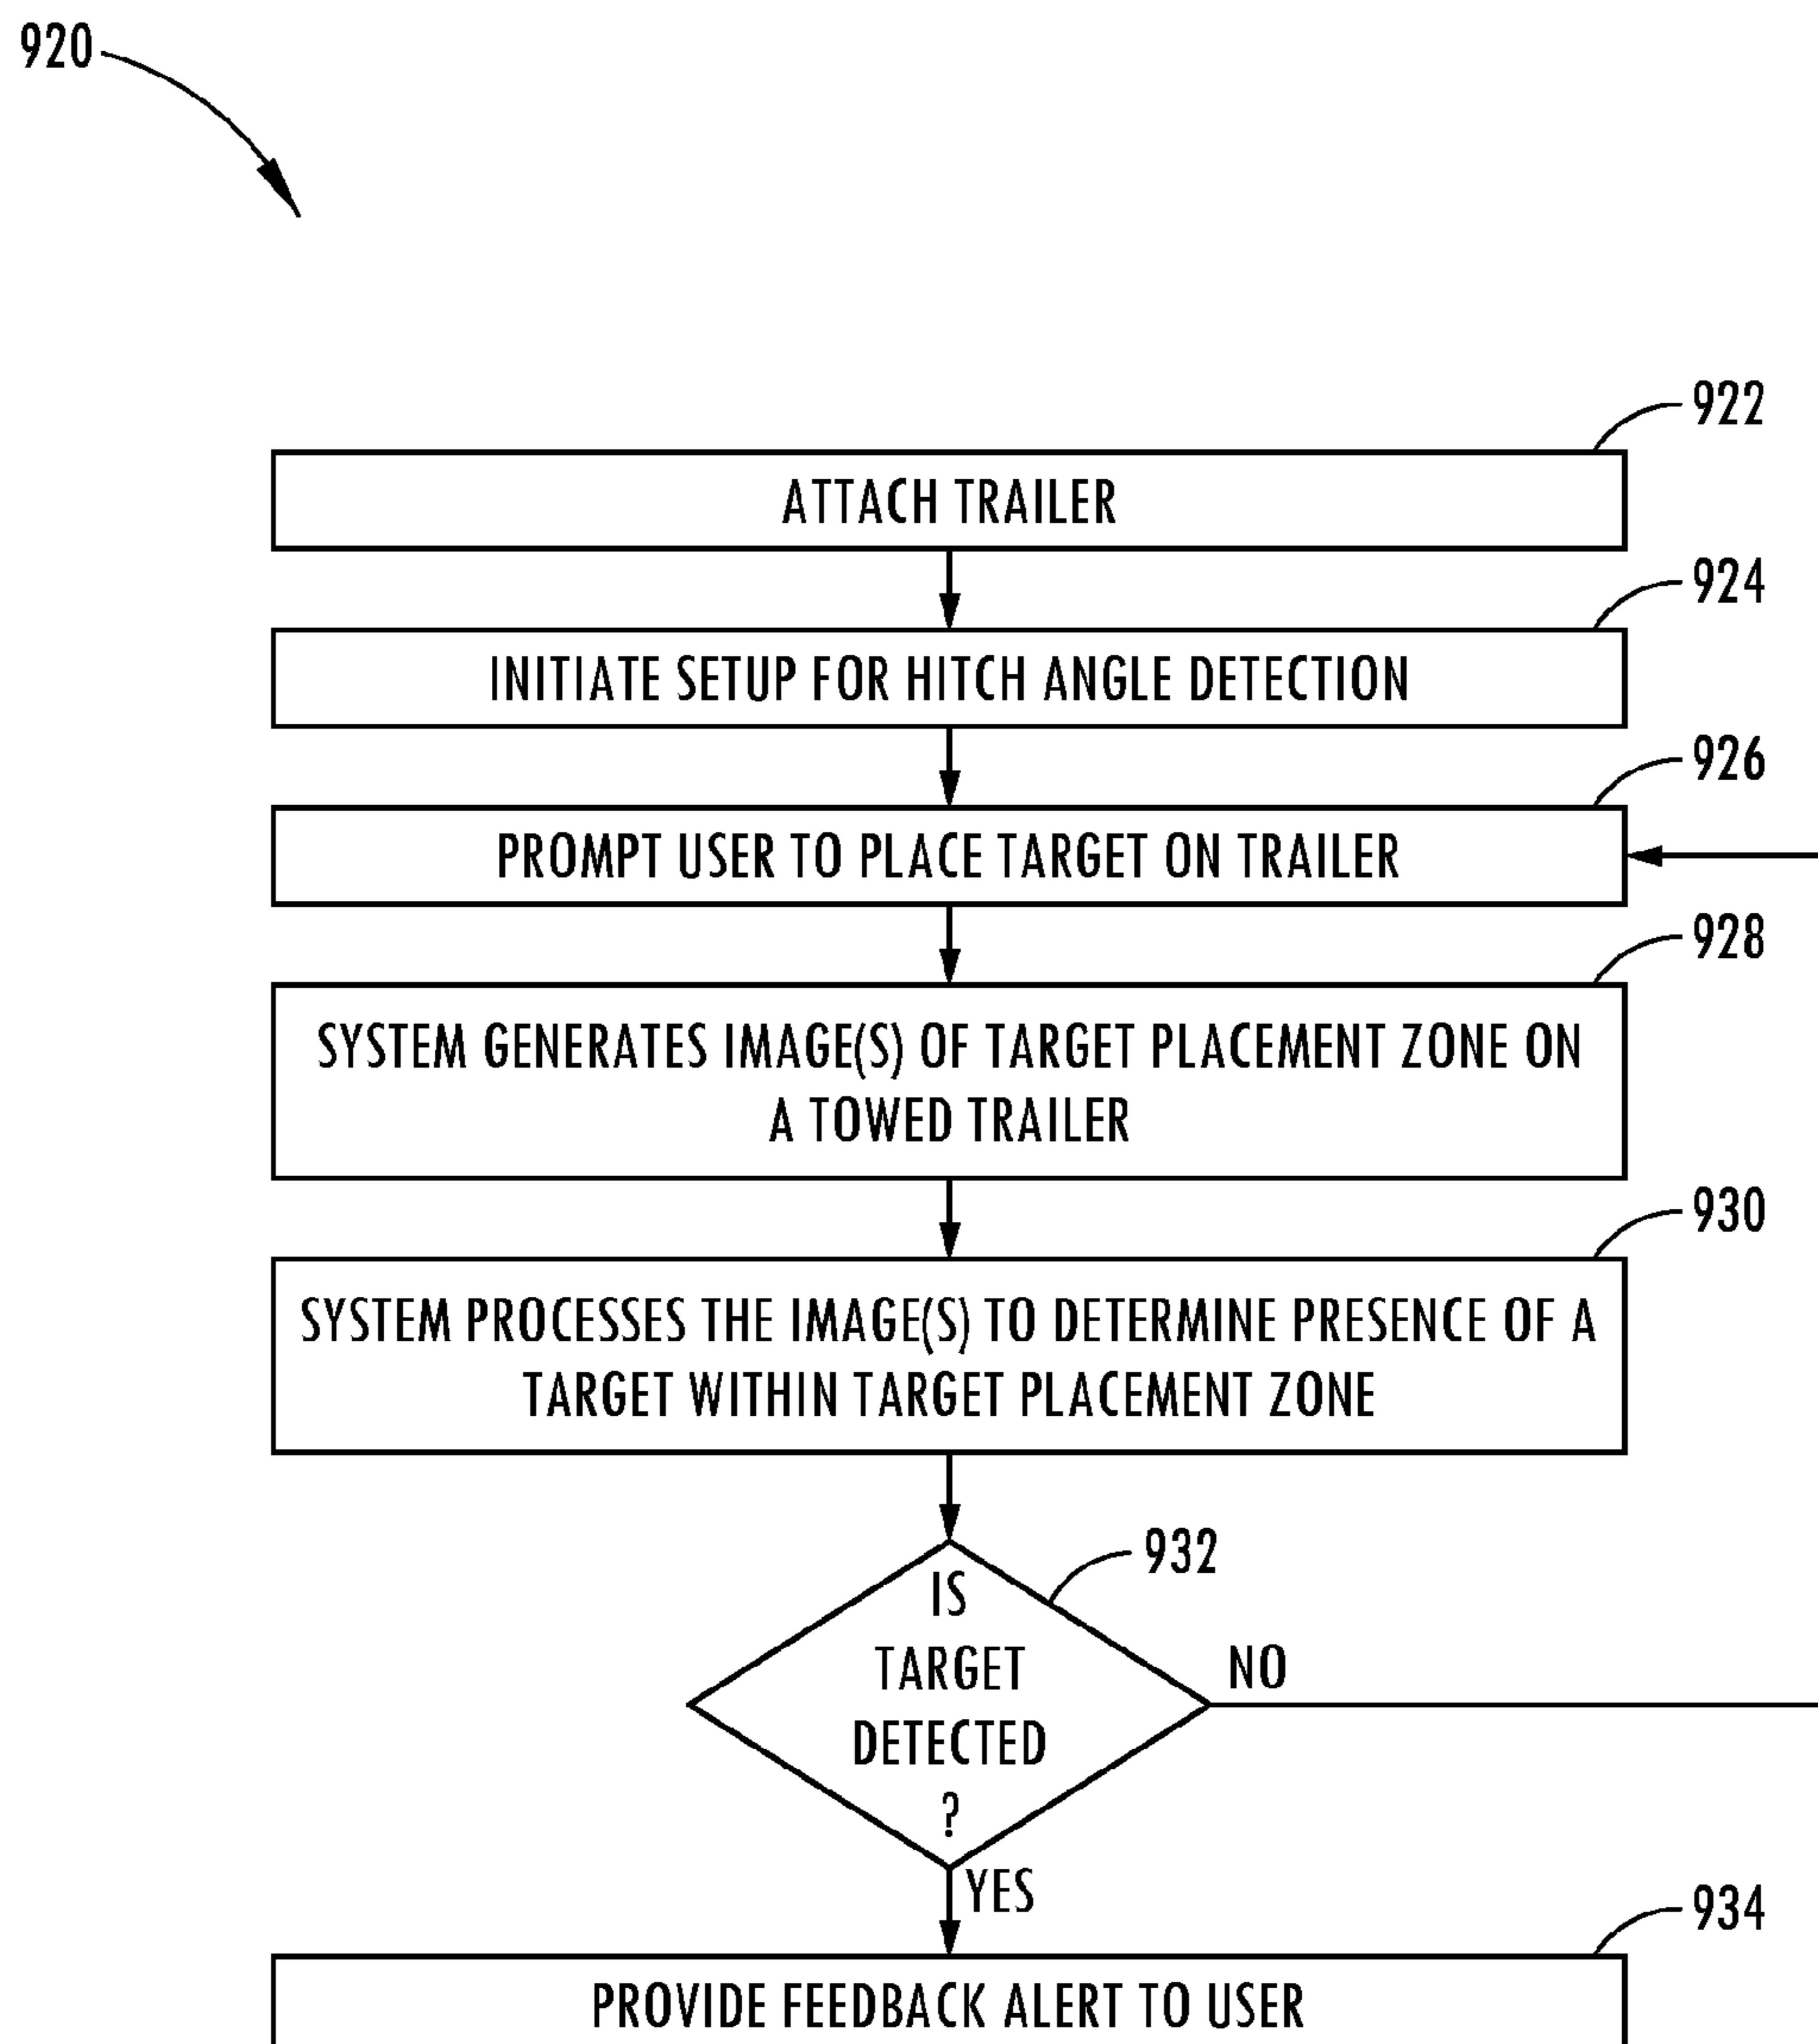 920
922
ATTACH TRAILER
924
INITIATE SETUP FOR HITCH ANGLE DETECTION
926
PROMPT USER TO PLACE TARGET ON TRAILER
928
SYSTEM GENERATES IMAGE(S) OF TARGET PLACEMENT ZONE ON
A TOWED TRAILER
930
SYSTEM PROCESSES THE IMAGE(S) TO DETERMINE PRESENCE OF A
TARGET WITHIN TARGET PLACEMENT ZONE
932
IS
TARGET
DETECTED
?
NO
YES
934
PROVIDE FEEDBACK ALERT TO USER